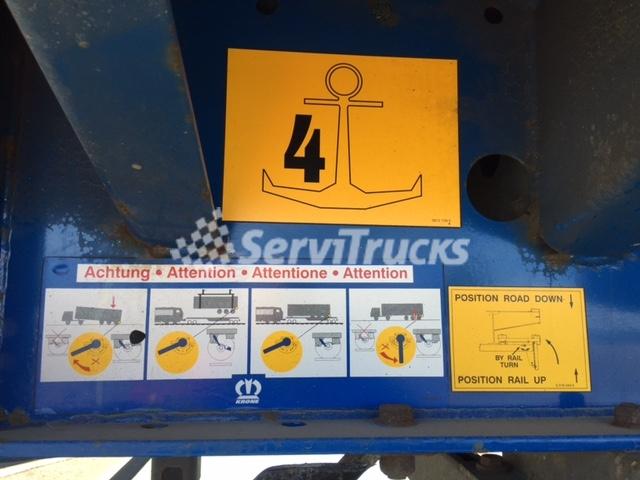 4
ServiTrucks
Achtung • Attention • Attentione • Attention
POSITION ROAD DOWN
BY RAIL
TURN
POSITION RAIL UP
KRONE